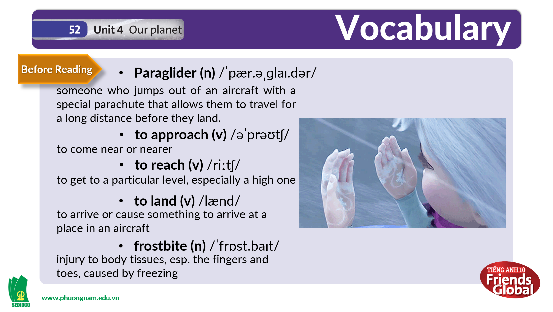 52 Unit 4 Our planet
Vocabulary
Before Reading
• Paraglider (n) /ˈpær.əˌɡlaɪ.dər/
someone who jumps out of an aircraft with a
special parachute that allows them to travel for
a long distance before they land.
• to approach (v) /əˈprəʊtʃ/
to come near or nearer
• to reach (v) /riːtʃ/
to get to a particular level, especially a high one
• to land (v) /lænd/
to arrive or cause something to arrive at a
place in an aircraft
• frostbite (n) /ˈfrɒst.baɪt/
injury to body tissues, esp. the fingers and
toes, caused by freezing
TIẾNG ANH 10
Friends
Global
www.phuongnam.edu.vn